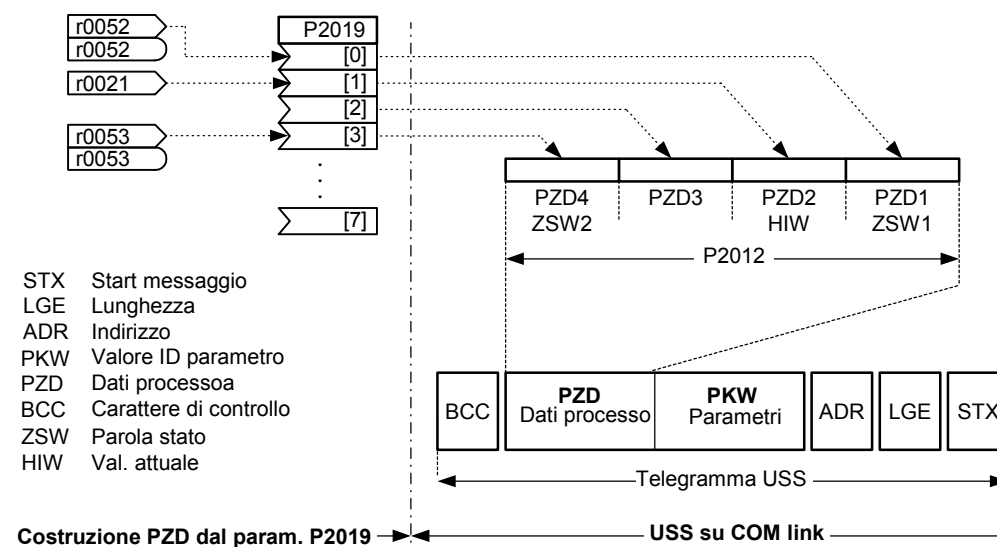 r0052
r0052
r0021
r0053
r0053
P2019
[0]
[1]
[2]
[3]
.
.
.
[7]
PZD4
ZSW2
PZD3
PZD2
HIW
PZD1
ZSW1
P2012
STX Start messaggio
LGE Lunghezza
ADR Indirizzo
PKW Valore ID parametro
PZD Dati processoa
BCC Carattere di controllo
ZSW Parola stato
HIW Val. attuale
BCC
PZD
Dati processo
PKW
Parametri
ADR
LGE
STX
Telegramma USS
Costruzione PZD dal param. P2019
USS su COM link